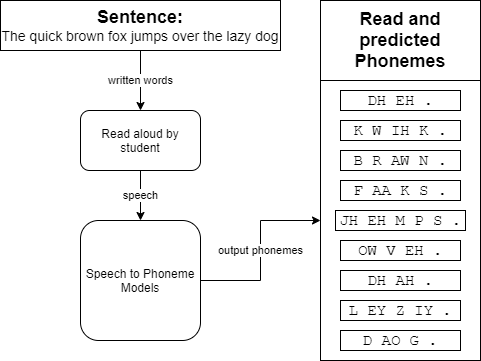 Sentence:
The quick brown fox jumps over the lazy dog
written words
Read aloud by
student
speech
Speech to Phoneme
Models
output phonemes
Read and
predicted
Phonemes
DH EH .
K W IH K .
B R AW N .
F AA K S .
JH EH M P S .
OW V EH .
DH AH .
L EY Z IY .
D AO G .